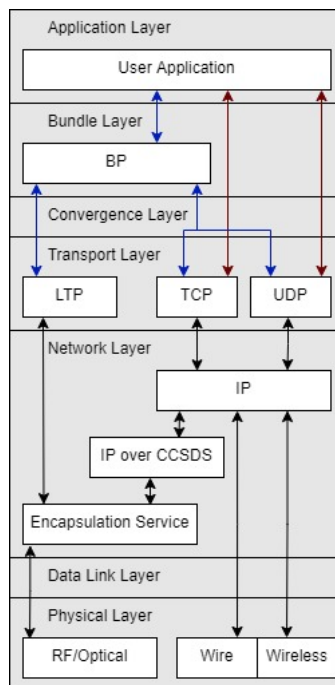 Application Layer
User Application
Bundle Layer
BP
Convergence Layer
Transport Layer
LTP
TCP
UDP
Network Layer
IP
IP over CCSDS
Encapsulation Service
Data Link Layer
Physical Layer
RF/Optical
Wire
Wireless